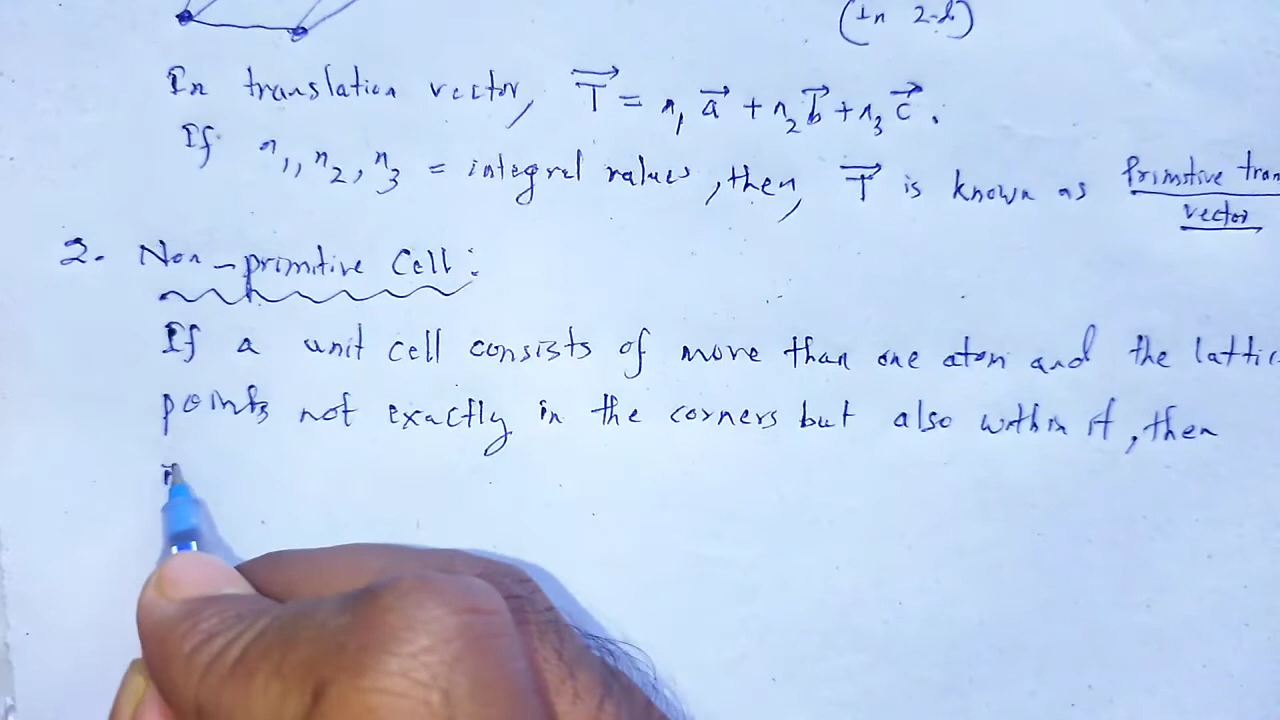 (In 2-d)
In translation vector, T = n₁ a + n₂ b + n₃ c .
If n₁, n₂, n₃ = integral values, then, T is known as Primitive tran
vector
2. Non-primitive Cell:
If a unit cell consists of more than one atom and the lattic
points not exactly in the corners but also within it, then